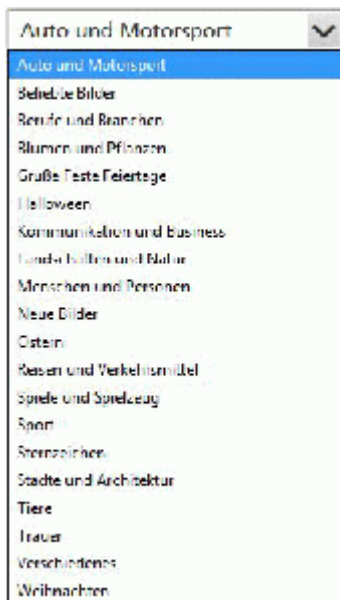 Auto und Motorsport
Auto und Motorsport
Beliebte Bilder
Berufe und Branchen
Blumen und Pflanzen
Grüße Feste Feiertage
Halloween
Kommunikation und Business
Landschaften und Natur
Menschen und Personen
Neue Bilder
Ostern
Reisen und Verkehrsmittel
Spiele und Spielzeug
Sport
Sternzeichen
Städte und Architektur
Tiere
Trauer
Verschiedenes
Weihnachten